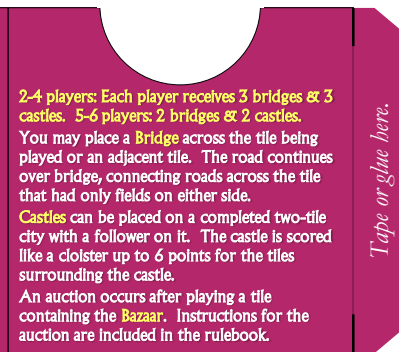 2-4 players: Each player receives 3 bridges & 3
castles.  5-6 players: 2 bridges & 2 castles.
You may place a Bridge across the tile being
played or an adjacent tile.  The road continues
over bridge, connecting roads across the tile
that had only fields on either side.
Castles can be placed on a completed two-tile
city with a follower on it.  The castle is scored
like a cloister up to 6 points for the tiles
surrounding the castle.
An auction occurs after playing a tile
containing the Bazaar.  Instructions for the
auction are included in the rulebook.
Tape or glue here.